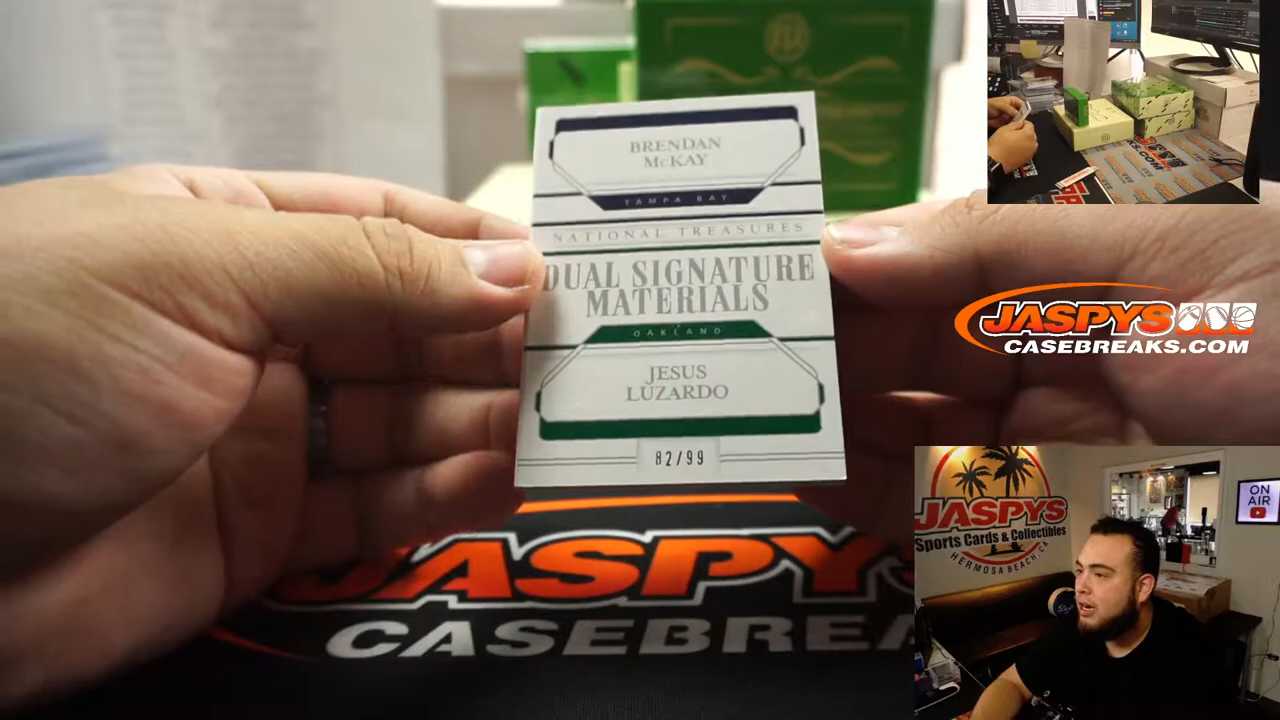 BRENDAN
McKAY
TAMPA BAY
NATIONAL TREASURES
DUAL SIGNATURE
MATERIALS
OAKLAND
JESUS
LUZARDO
82/99
JASPYS
CASEBREAKS.COM
JASPYS
Sports Cards & Collectibles
HERMOSA BEACH, CA
ON
AIR
JASPYS
CASEBREA